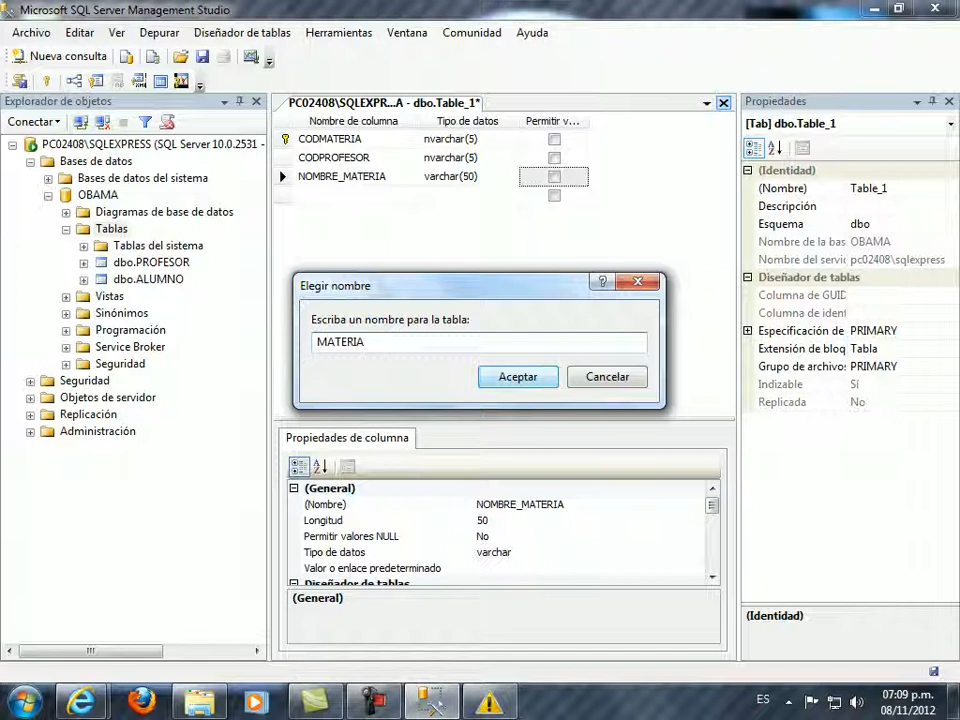 Microsoft SQL Server Management Studio
Archivo Editar Ver Depurar Diseñador de tablas Herramientas Ventana Comunidad Ayuda
Nueva consulta
Explorador de objetos
Conectar
PC02408\SQLEXPRESS (SQL Server 10.0.2531 -
Bases de datos
Bases de datos del sistema
OBAMA
Diagramas de base de datos
Tablas
Tablas del sistema
dbo.PROFESOR
dbo.ALUMNO
Vistas
Sinónimos
Programación
Service Broker
Seguridad
Seguridad
Objetos de servidor
Replicación
Administración
PC02408\SQLEXPR...A - dbo.Table_1*
Nombre de columna Tipo de datos Permitir v...
CODMATERIA nvarchar(5)
CODPROFESOR nvarchar(5)
NOMBRE_MATERIA varchar(50)
Elegir nombre
Escriba un nombre para la tabla:
MATERIA
Aceptar Cancelar
Propiedades de columna
(General)
(Nombre) NOMBRE_MATERIA
Longitud 50
Permitir valores NULL No
Tipo de datos varchar
Valor o enlace predeterminado
Diseñador de tablas
(General)
Propiedades
[Tab] dbo.Table_1
(Identidad)
(Nombre) Table_1
Descripción
Esquema dbo
Nombre de la bas OBAMA
Nombre del servi pc02408\sqlexpress
Diseñador de tablas
Columna de GUID
Columna de ident
Especificación de PRIMARY
Extensión de bloq Tabla
Grupo de archivo PRIMARY
Indizable Sí
Replicada No
(Identidad)
ES
07:09 p.m.
08/11/2012